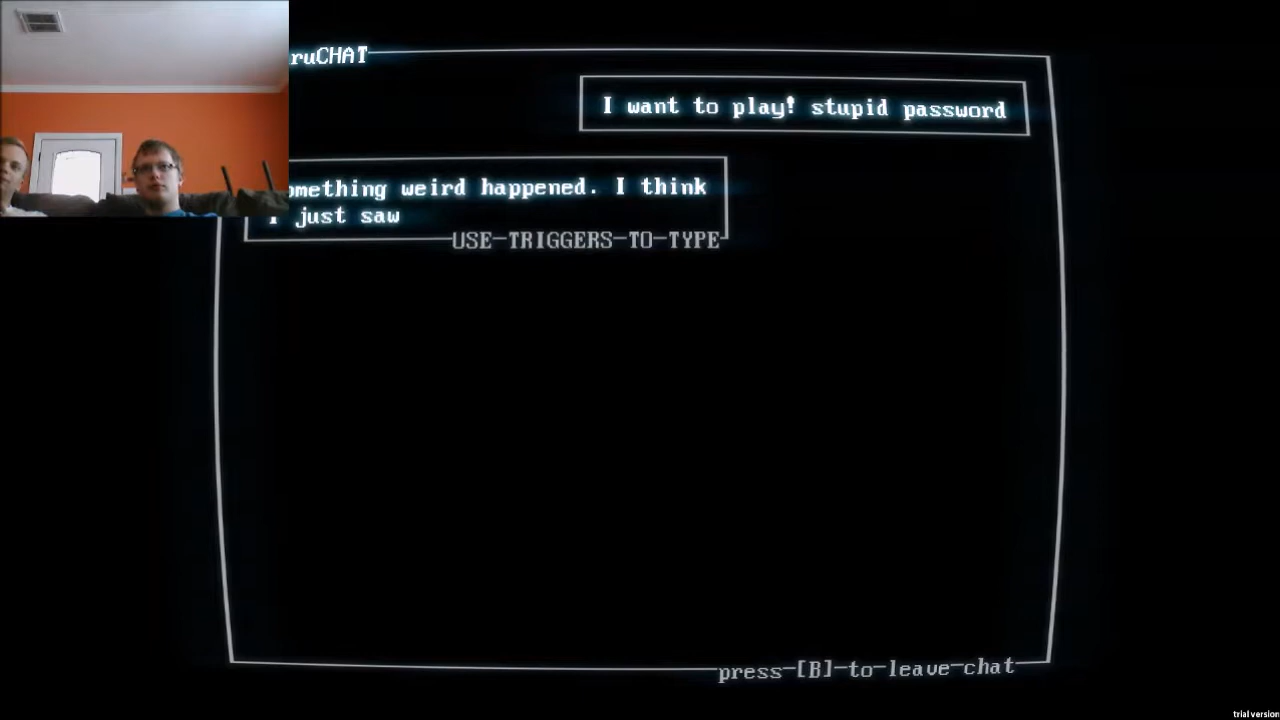 ruCHAT
I want to play! stupid password
omething weird happened. I think
I just saw
USE-TRIGGERS-TO-TYPE
press-[B]-to-leave-chat
trial version